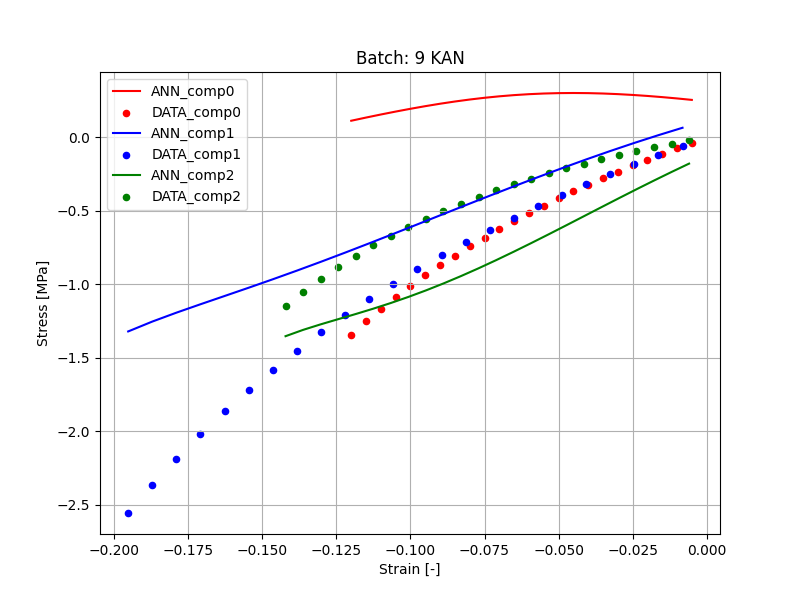 Batch: 9 KAN
ANN_comp0
DATA_comp0
ANN_comp1
DATA_comp1
ANN_comp2
DATA_comp2
0.0
−0.5
−1.0
−1.5
−2.0
−2.5
Stress [MPa]
−0.200 −0.175 −0.150 −0.125 −0.100 −0.075 −0.050 −0.025 0.000
Strain [-]